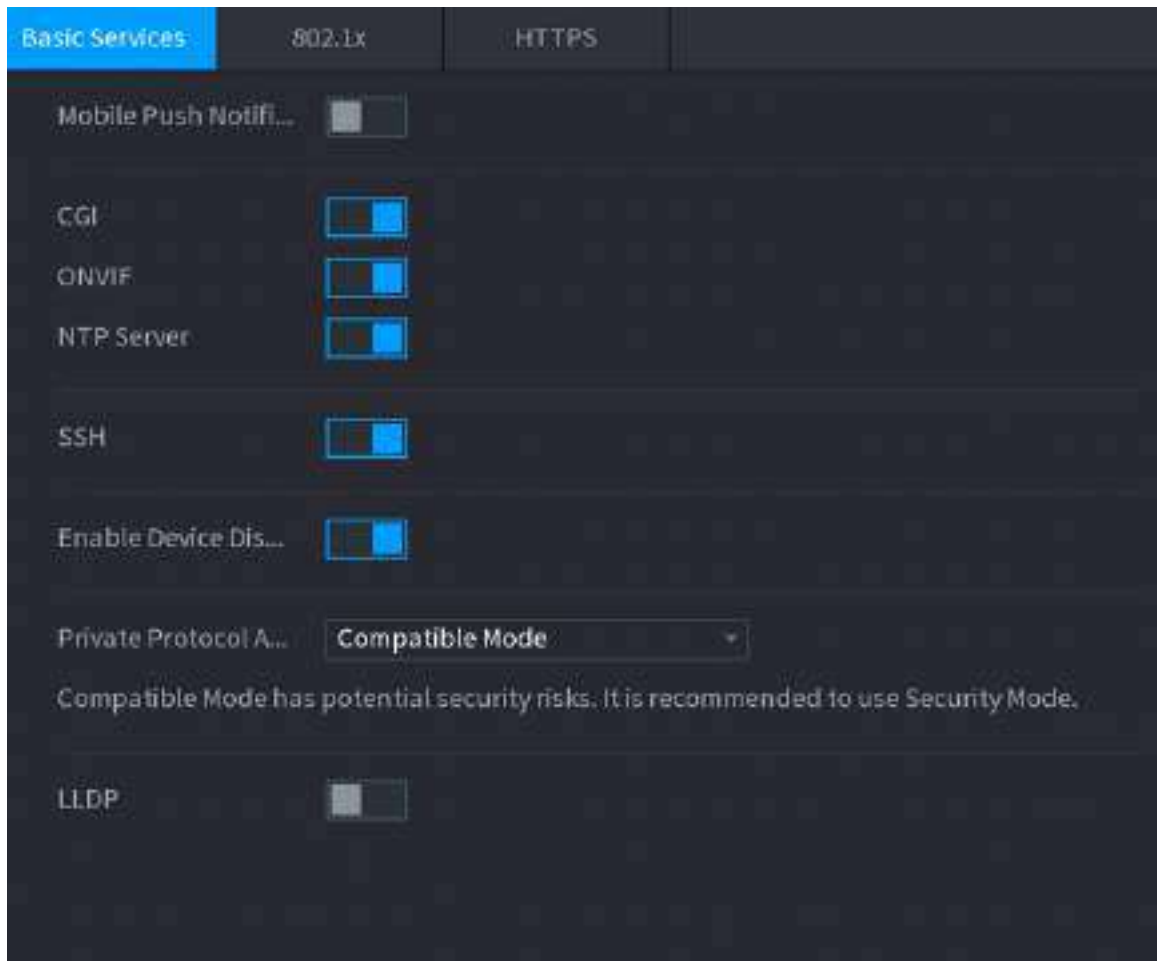 Basic Services 802.1x HTTPS
Mobile Push Notifi...
CGI
ONVIF
NTP Server
SSH
Enable Device Dis...
Private Protocol A... Compatible Mode
Compatible Mode has potential security risks. It is recommended to use Security Mode.
LLDP